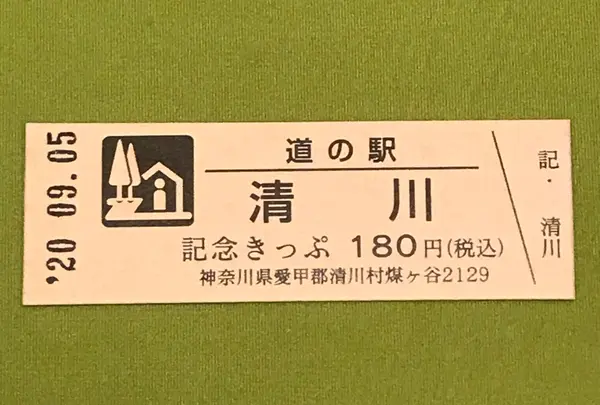 '20 09.05
道の駅
清川
記念きっぷ 180円(税込)
神奈川県愛甲郡清川村煤ヶ谷2129
記・清川